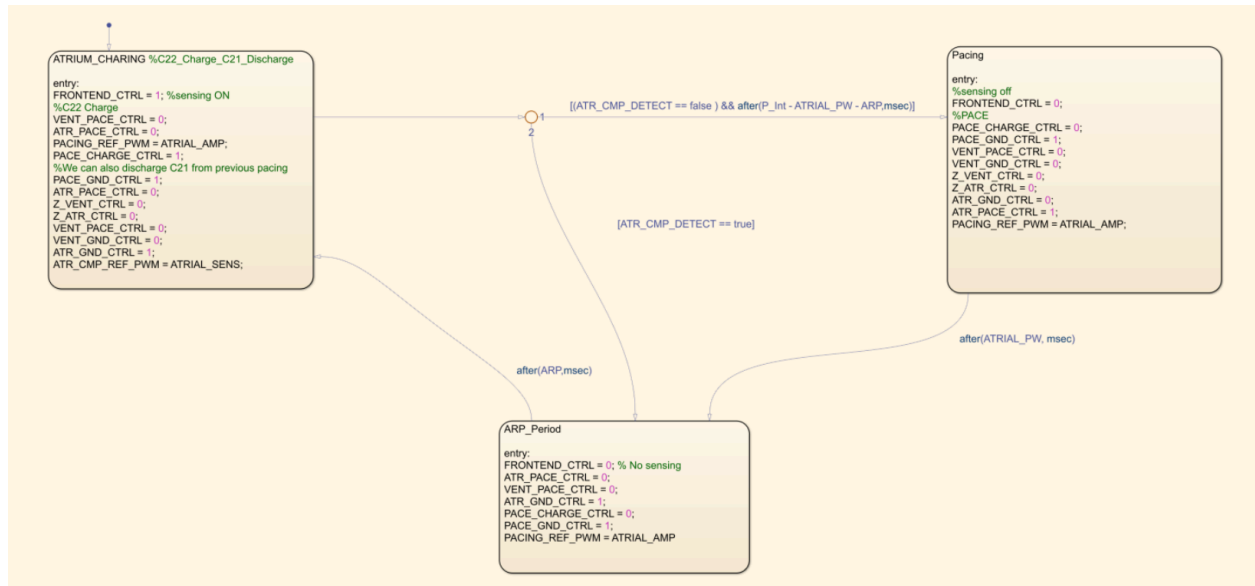 ATRIUM_CHARING %C22_Charge_C21_Discharge
entry:
FRONTEND_CTRL = 1; %sensing ON
%C22 Charge
VENT_PACE_CTRL = 0;
ATR_PACE_CTRL = 0;
PACING_REF_PWM = ATRIAL_AMP;
PACE_CHARGE_CTRL = 1;
%We can also discharge C21 from previous pacing
PACE_GND_CTRL = 1;
ATR_PACE_CTRL = 0;
Z_VENT_CTRL = 0;
Z_ATR_CTRL = 0;
VENT_PACE_CTRL = 0;
VENT_GND_CTRL = 0;
ATR_GND_CTRL = 1;
ATR_CMP_REF_PWM = ATRIAL_SENS;
[(ATR_CMP_DETECT == false ) && after(P_Int - ATRIAL_PW - ARP,msec)]
1
2
[ATR_CMP_DETECT == true]
Pacing
entry:
%sensing off
FRONTEND_CTRL = 0;
%PACE
PACE_CHARGE_CTRL = 0;
PACE_GND_CTRL = 1;
VENT_PACE_CTRL = 0;
VENT_GND_CTRL = 0;
Z_VENT_CTRL = 0;
Z_ATR_CTRL = 0;
ATR_GND_CTRL = 0;
ATR_PACE_CTRL = 1;
PACING_REF_PWM = ATRIAL_AMP;
after(ATRIAL_PW, msec)
after(ARP,msec)
ARP_Period
entry:
FRONTEND_CTRL = 0; % No sensing
ATR_PACE_CTRL = 0;
VENT_PACE_CTRL = 0;
ATR_GND_CTRL = 1;
PACE_CHARGE_CTRL = 0;
PACE_GND_CTRL = 1;
PACING_REF_PWM = ATRIAL_AMP